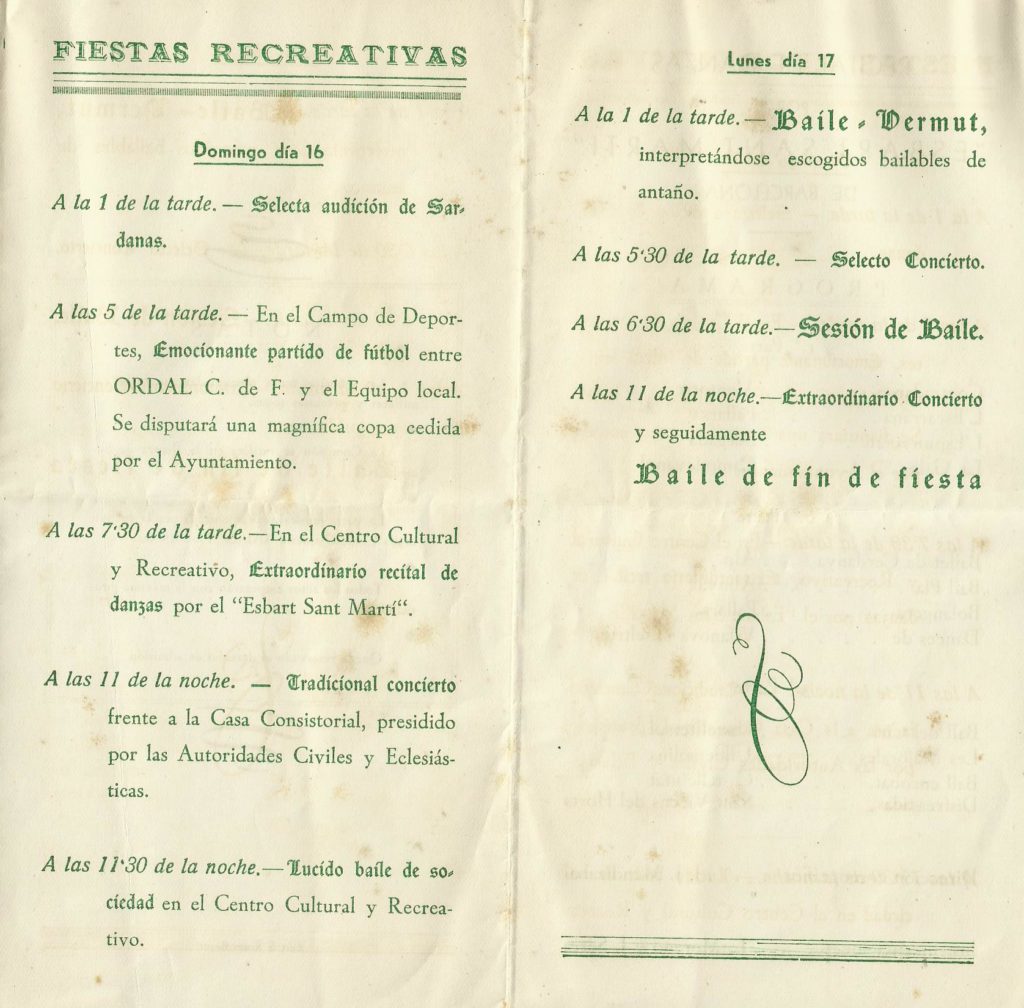 FIESTAS RECREATIVAS
Domingo día 16
A la 1 de la tarde. — Selecta audición de Sar-
danas.
A las 5 de la tarde. — En el Campo de Depor-
tes, Emocionante partido de fútbol entre
ORDAL C. de F. y el Equipo local.
Se disputará una magnífica copa cedida
por el Ayuntamiento.
A las 7'30 de la tarde.—En el Centro Cultural
y Recreativo, Extraordinario recital de
danzas por el “Esbart Sant Martí“.
A las 11 de la noche. — Tradicional concierto
frente a la Casa Consistorial, presidido
por las Autoridades Civiles y Eclesiás-
ticas.
A las 11'30 de la noche.—Lucido baile de so-
ciedad en el Centro Cultural y Recrea-
tivo.
Lunes día 17
A la 1 de la tarde.—Baile - Vermut,
interpretándose escogidos bailables de
antaño.
A las 5'30 de la tarde. — Selecto Concierto.
A las 6'30 de la tarde.—Sesión de Baile.
A las 11 de la noche.—Extraordinario Concierto
y seguidamente
Baile de fin de fiesta